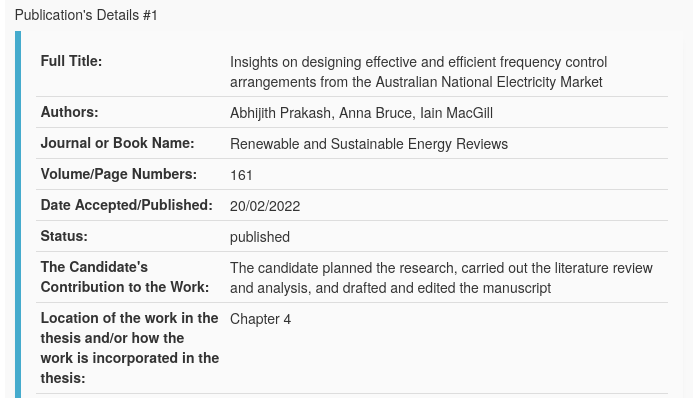 Publication's Details #1
Full Title: Insights on designing effective and efficient frequency control
arrangements from the Australian National Electricity Market
Authors: Abhijith Prakash, Anna Bruce, Iain MacGill
Journal or Book Name: Renewable and Sustainable Energy Reviews
Volume/Page Numbers: 161
Date Accepted/Published: 20/02/2022
Status: published
The Candidate's
Contribution to the Work:
The candidate planned the research, carried out the literature review
and analysis, and drafted and edited the manuscript
Location of the work in the
thesis and/or how the
work is incorporated in the
thesis:
Chapter 4